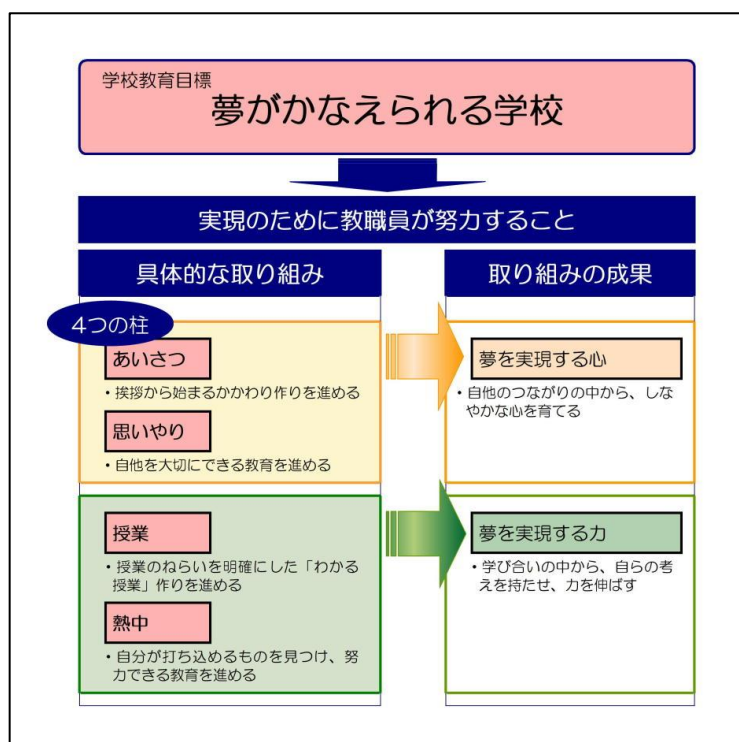 学校教育目標
夢がかなえられる学校
実現のために教職員が努力すること
具体的な取り組み
4つの柱
あいさつ
・挨拶から始まるかかわり作りを進める
思いやり
・自他を大切にできる教育を進める
授業
・授業のねらいを明確にした「わかる
授業」作りを進める
熱中
・自分が打ち込めるものを見つけ、努
力できる教育を進める
取り組みの成果
夢を実現する心
・自他のつながりの中から、しな
やかな心を育てる
夢を実現する力
・学び合いの中から、自らの考
えを持たせ、力を伸ばす